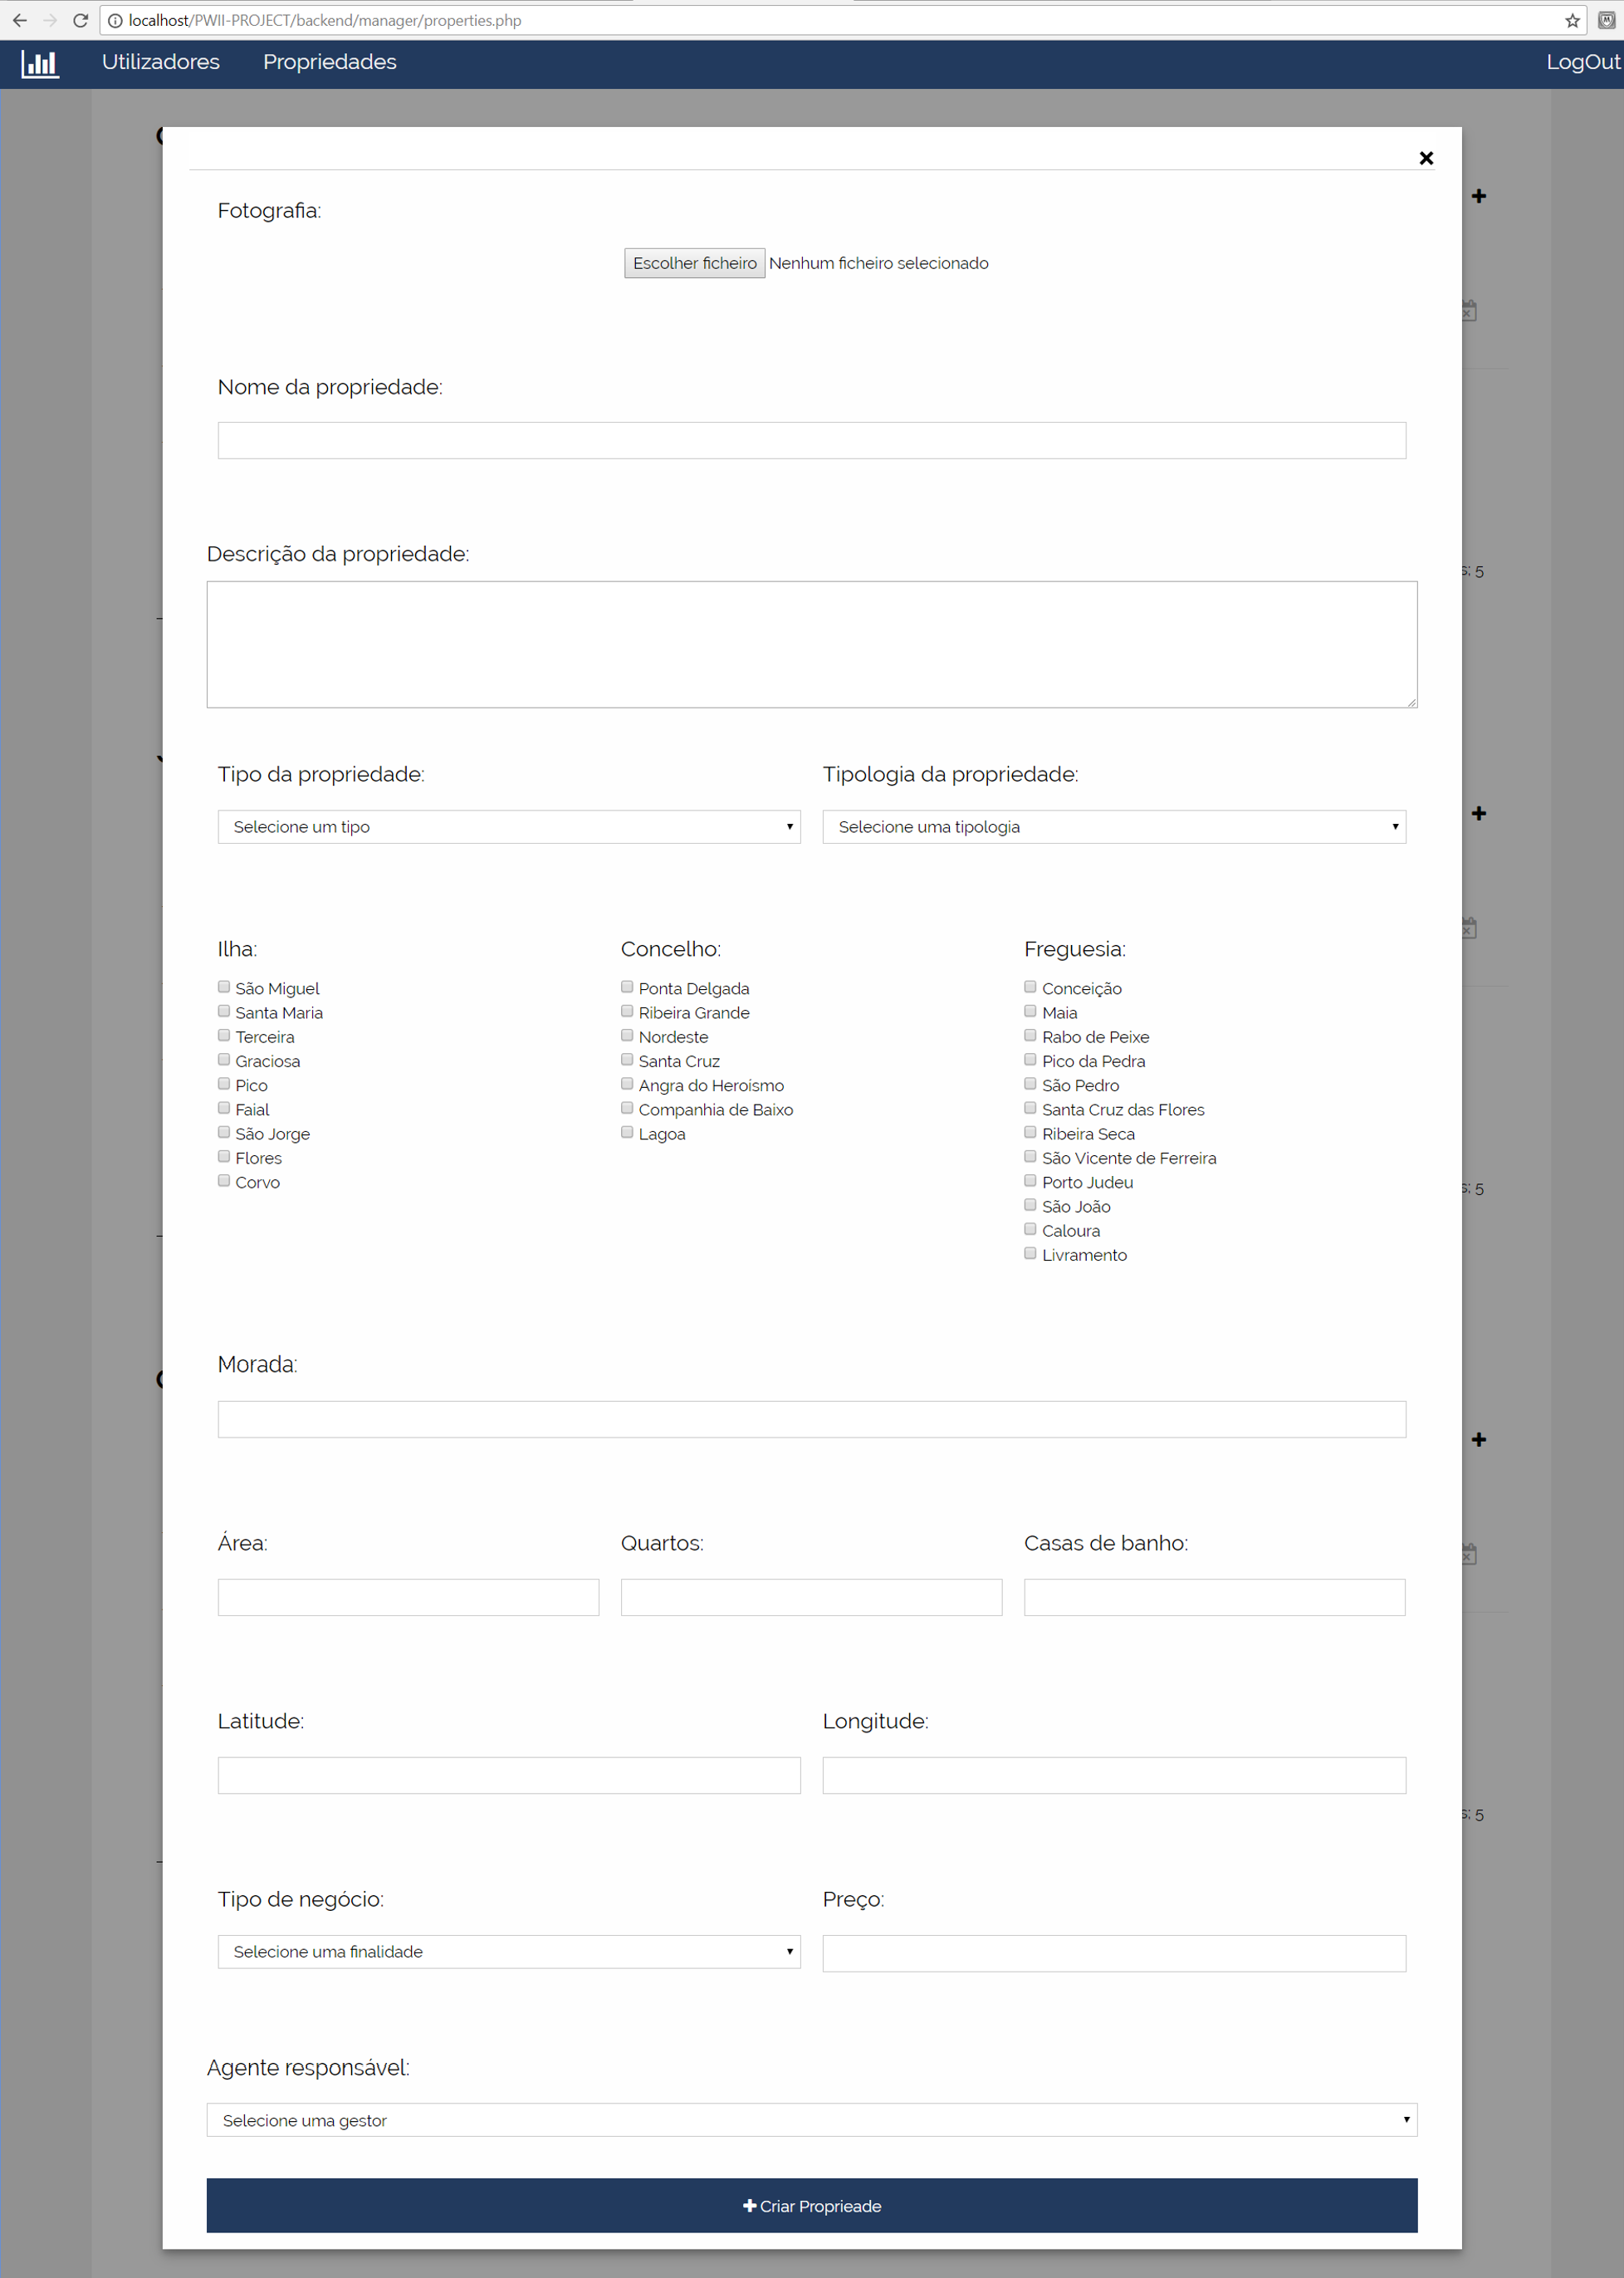 localhost/PWII-PROJECT/backend/manager/properties.php
Utilizadores Propriedades LogOut
Fotografia:
Escolher ficheiro Nenhum ficheiro selecionado
Nome da propriedade:
Descrição da propriedade:
s: 5
Tipo da propriedade: Tipologia da propriedade:
Selecione um tipo Selecione uma tipologia
Ilha: Concelho: Freguesia:
São Miguel Ponta Delgada Conceição
Santa Maria Ribeira Grande Maia
Terceira Nordeste Rabo de Peixe
Graciosa Santa Cruz Pico da Pedra
Pico Angra do Heroismo São Pedro
Faial Companhia de Baixo Santa Cruz das Flores
São Jorge Lagoa Ribeira Seca
Flores São Vicente de Ferreira
Corvo Porto Judeu
s: 5
São João
Caloura
Livramento
Morada:
Área: Quartos: Casas de banho:
Latitude: Longitude:
s: 5
Tipo de negócio: Preço:
Selecione uma finalidade
Agente responsável:
Selecione uma gestor
Criar Proprieade